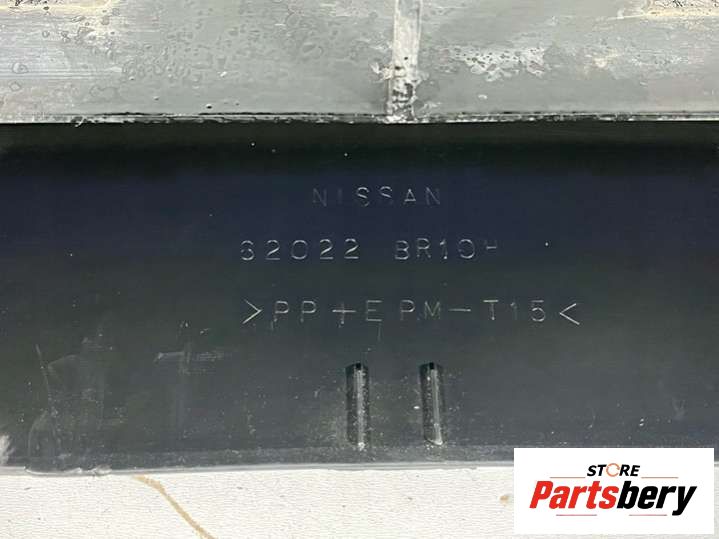 NISSAN
62022 BR10H
>PP+EPM-T15<
STORE
Partsbery